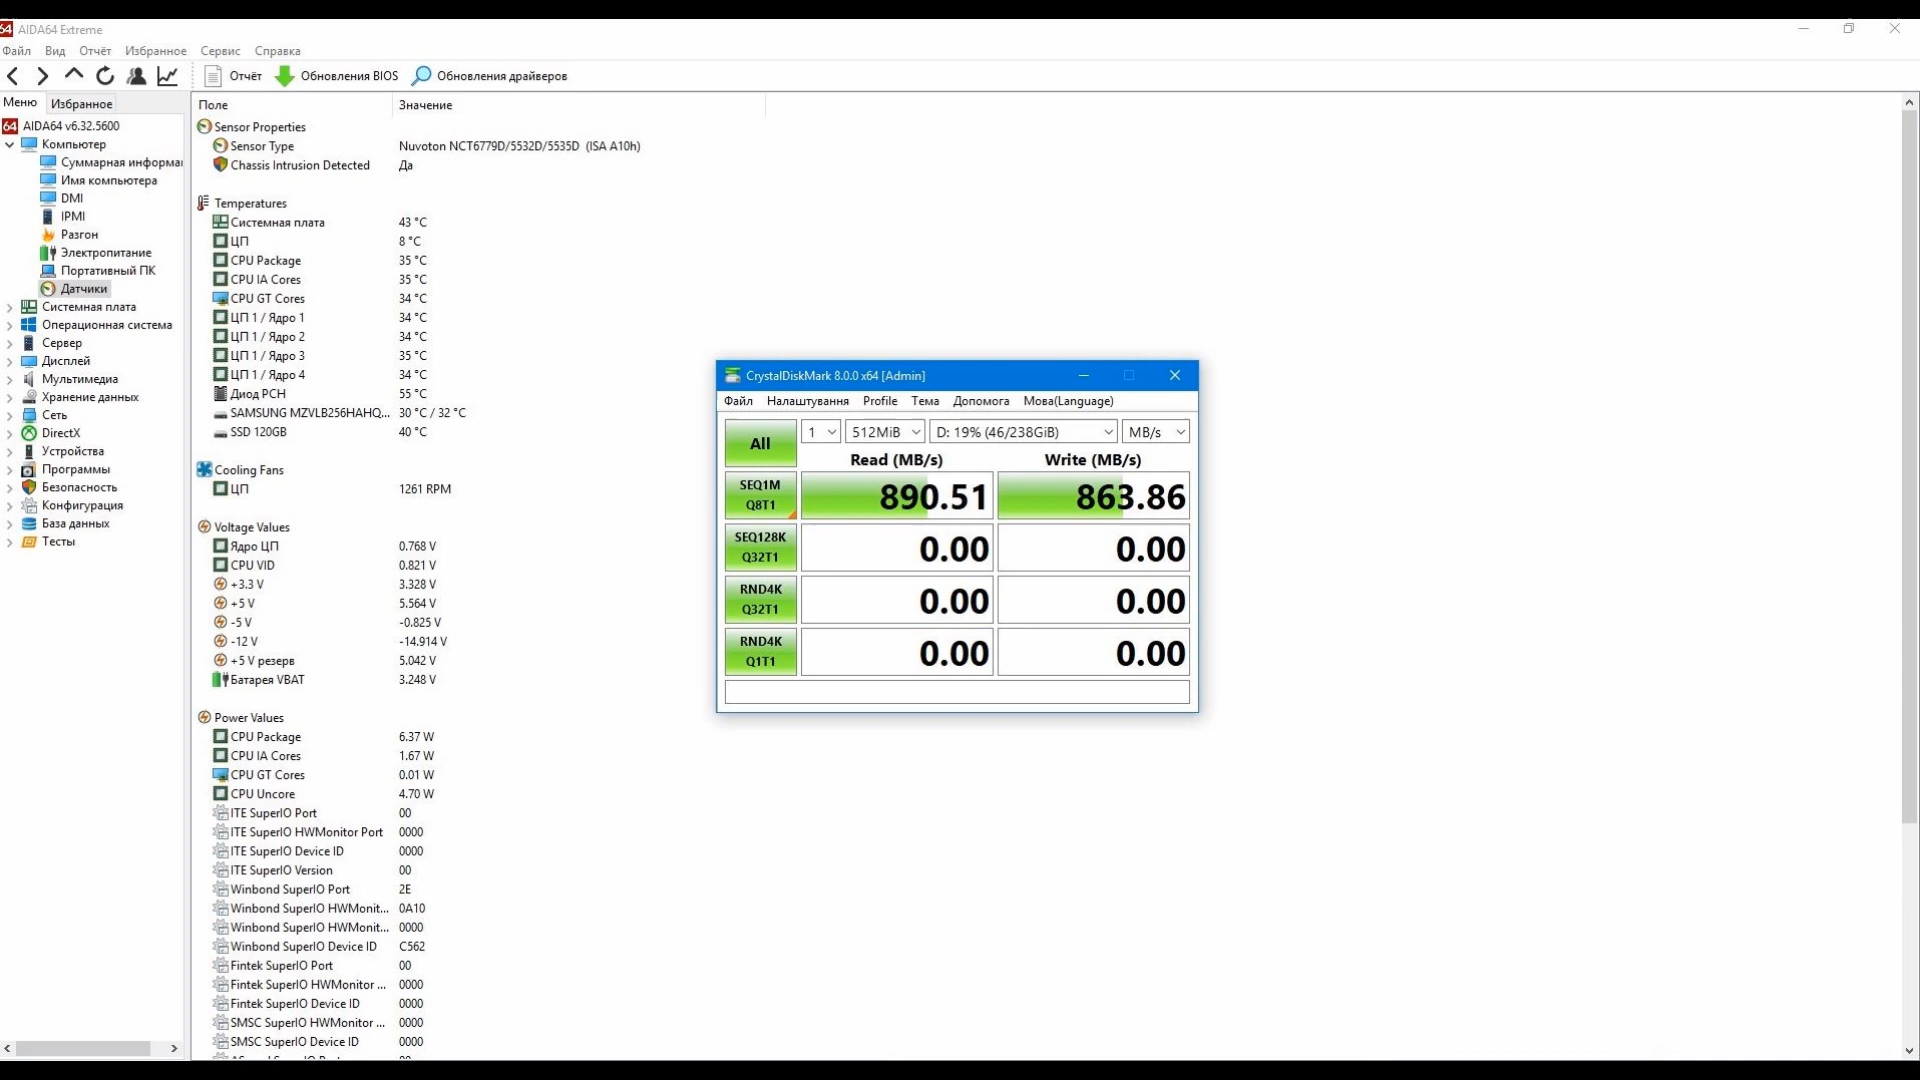 64 AIDA64 Extreme
Файл Вид Отчёт Избранное Сервис Справка
Отчёт Обновления BIOS Обновления драйверов
Меню Избранное
64 AIDA64 v6.32.5600
Компьютер
Суммарная информа
Имя компьютера
DMI
IPMI
Разгон
Электропитание
Портативный ПК
Датчики
Системная плата
Операционная система
Сервер
Дисплей
Мультимедиа
Хранение данных
Сеть
DirectX
Устройства
Программы
Безопасность
Конфигурация
База данных
Тесты
Поле Значение
Sensor Properties
Sensor Type Nuvoton NCT6779D/5532D/5535D (ISA A10h)
Chassis Intrusion Detected Да
Temperatures
Системная плата 43 °C
ЦП 8 °C
CPU Package 35 °C
CPU IA Cores 35 °C
CPU GT Cores 34 °C
ЦП 1 / Ядро 1 34 °C
ЦП 1 / Ядро 2 34 °C
ЦП 1 / Ядро 3 35 °C
ЦП 1 / Ядро 4 34 °C
Диод PCH 55 °C
SAMSUNG MZVLB256HAHQ... 30 °C / 32 °C
SSD 120GB 40 °C
Cooling Fans
ЦП 1261 RPM
Voltage Values
Ядро ЦП 0.768 V
CPU VID 0.821 V
+3.3 V 3.328 V
+5 V 5.564 V
-5 V -0.825 V
-12 V -14.914 V
+5 V резерв 5.042 V
Батарея VBAT 3.248 V
Power Values
CPU Package 6.37 W
CPU IA Cores 1.67 W
CPU GT Cores 0.01 W
CPU Uncore 4.70 W
ITE SuperIO Port 00
ITE SuperIO HWMonitor Port 0000
ITE SuperIO Device ID 0000
ITE SuperIO Version 00
Winbond SuperIO Port 2E
Winbond SuperIO HWMonit... 0A10
Winbond SuperIO HWMonit... 0000
Winbond SuperIO Device ID C562
Fintek SuperIO Port 00
Fintek SuperIO HWMonitor ... 0000
Fintek SuperIO Device ID 0000
SMSC SuperIO HWMonitor ... 0000
SMSC SuperIO Device ID 0000
CrystalDiskMark 8.0.0 x64 [Admin]
Файл Налаштування Profile Тема Допомога Мова(Language)
All 1 512MiB D: 19% (46/238GiB) MB/s
Read (MB/s) Write (MB/s)
SEQ1M Q8T1 890.51 863.86
SEQ128K Q32T1 0.00 0.00
RND4K Q32T1 0.00 0.00
RND4K Q1T1 0.00 0.00